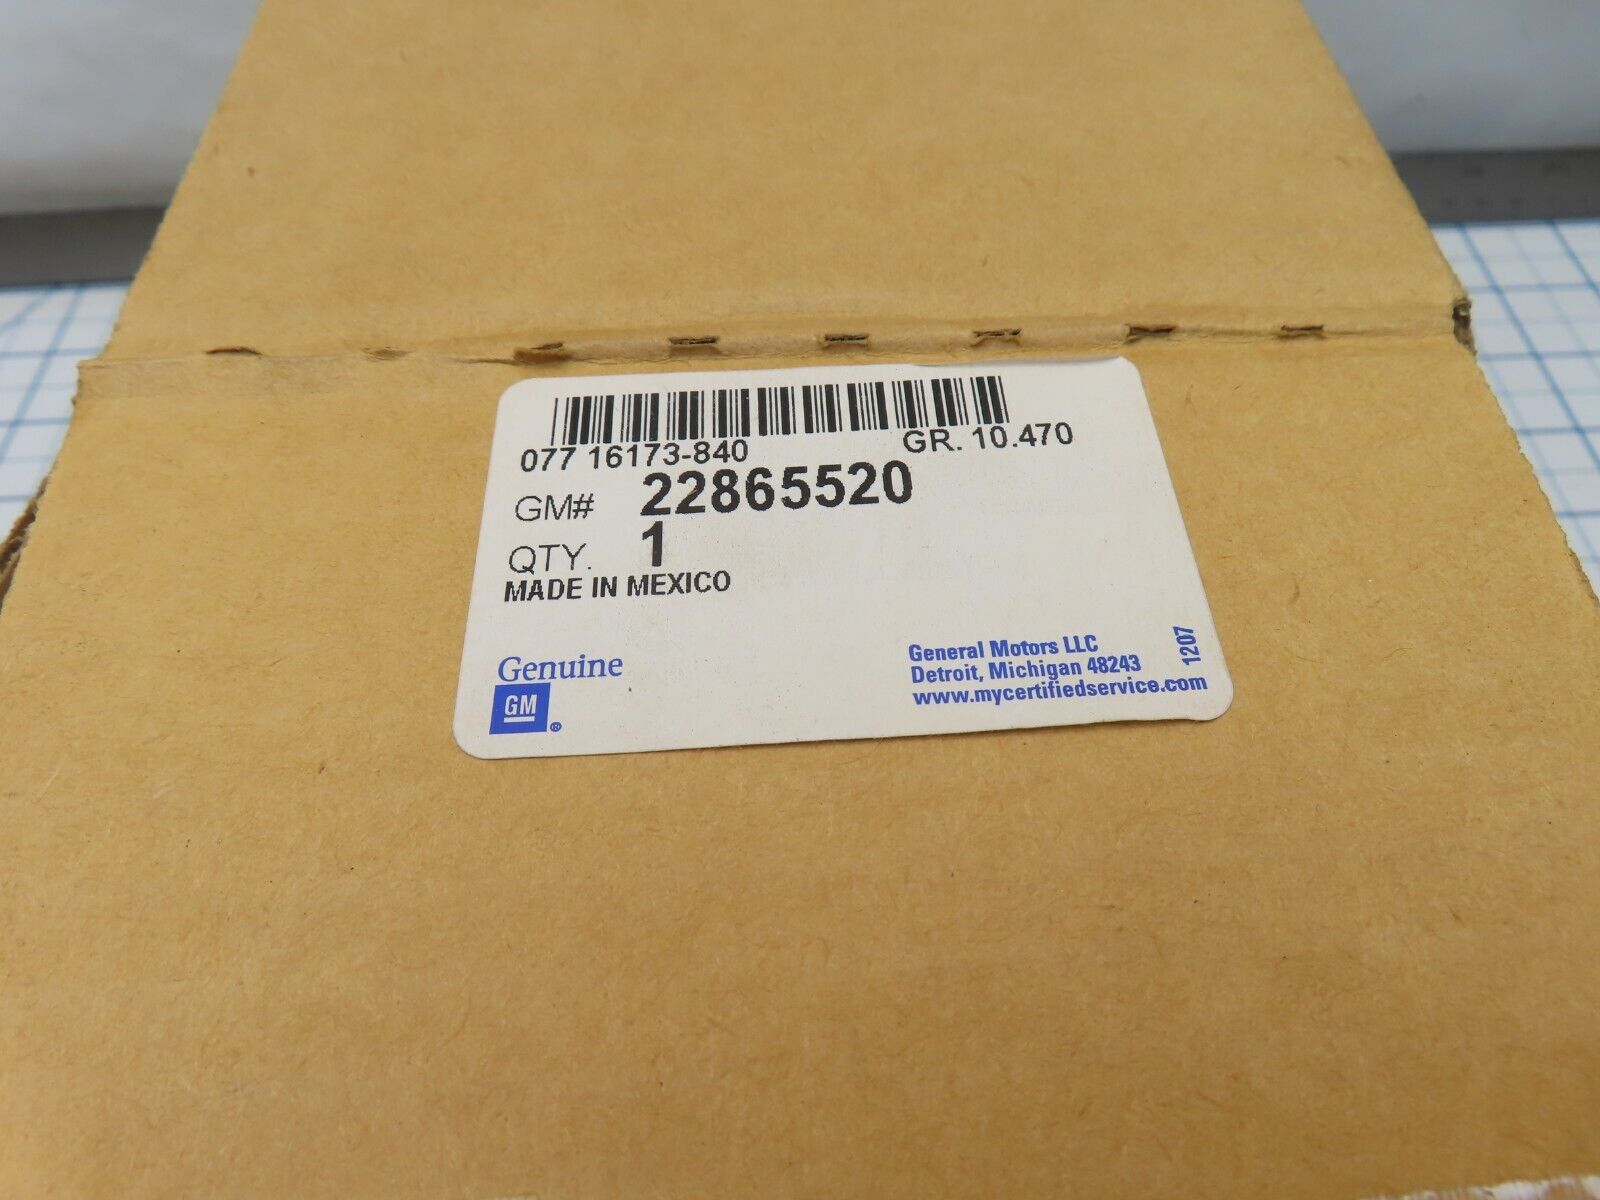 077 16173-840 GR. 10.470
GM# 22865520
QTY. 1
MADE IN MEXICO
Genuine
GM ®
General Motors LLC
Detroit, Michigan 48243
www.mycertifiedservice.com
1207